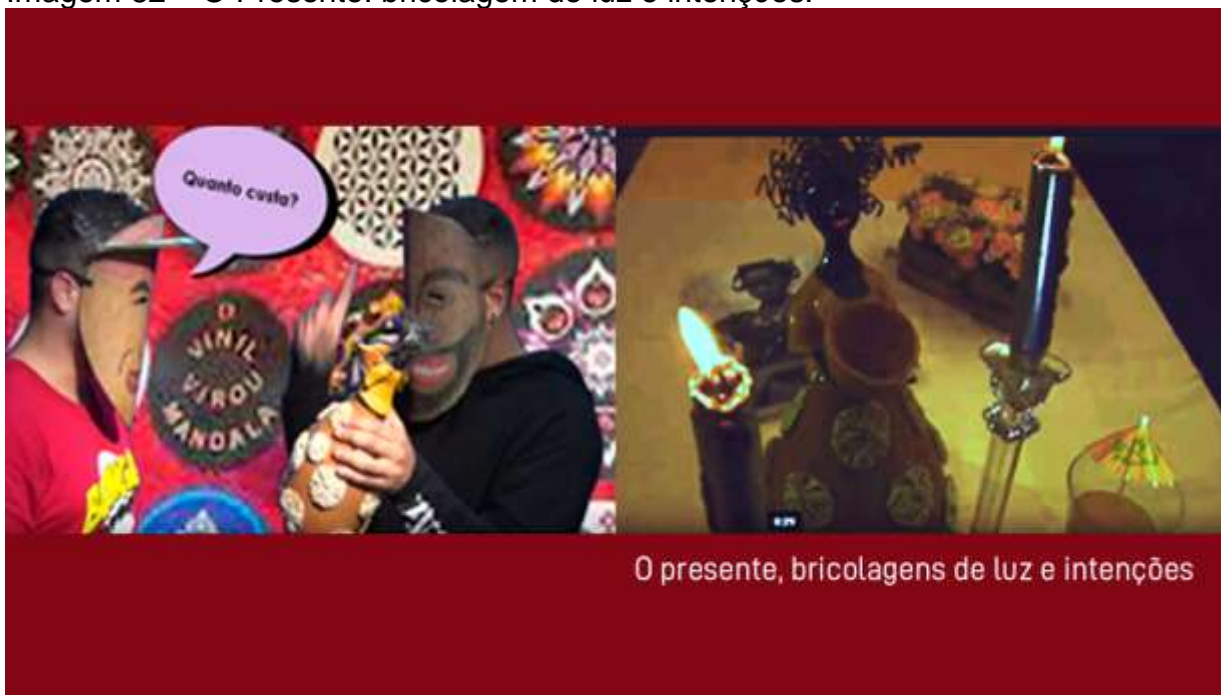 Quanto custa?
O
VINIL
VIROU
MANDALA
O presente, bricolagens de luz e intenções